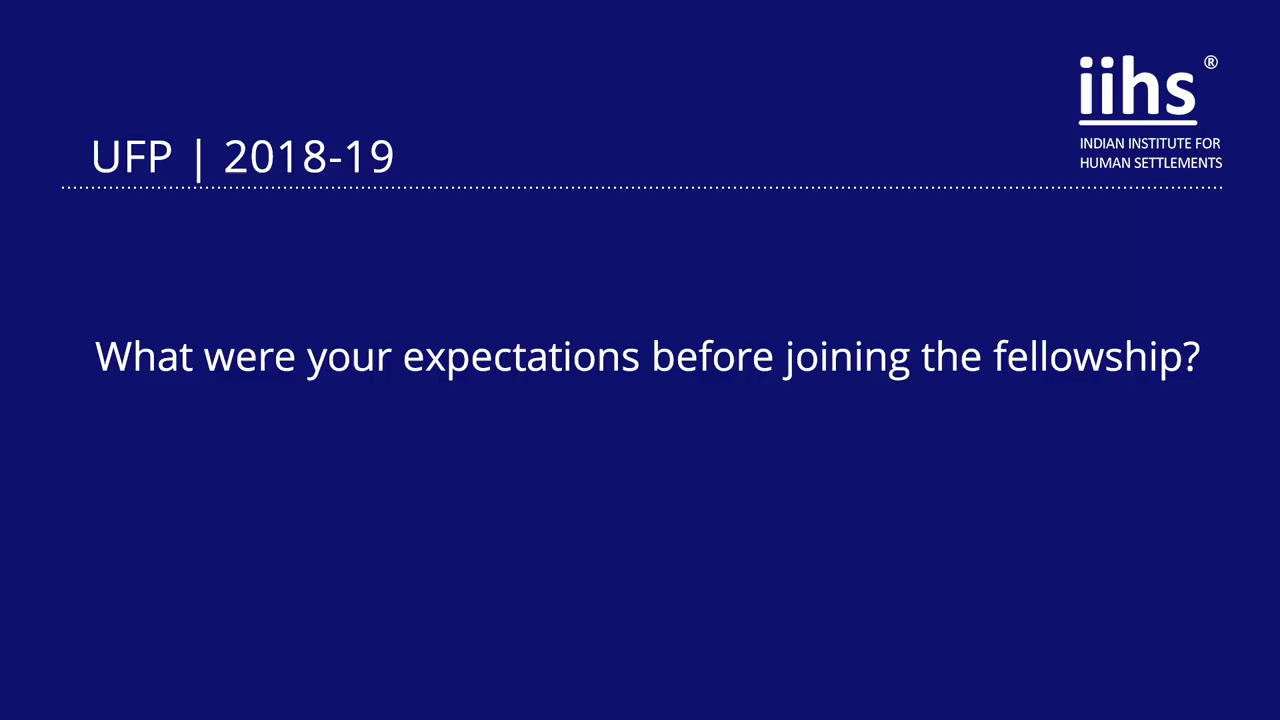 iihs®
INDIAN INSTITUTE FOR
HUMAN SETTLEMENTS
UFP | 2018-19
What were your expectations before joining the fellowship?